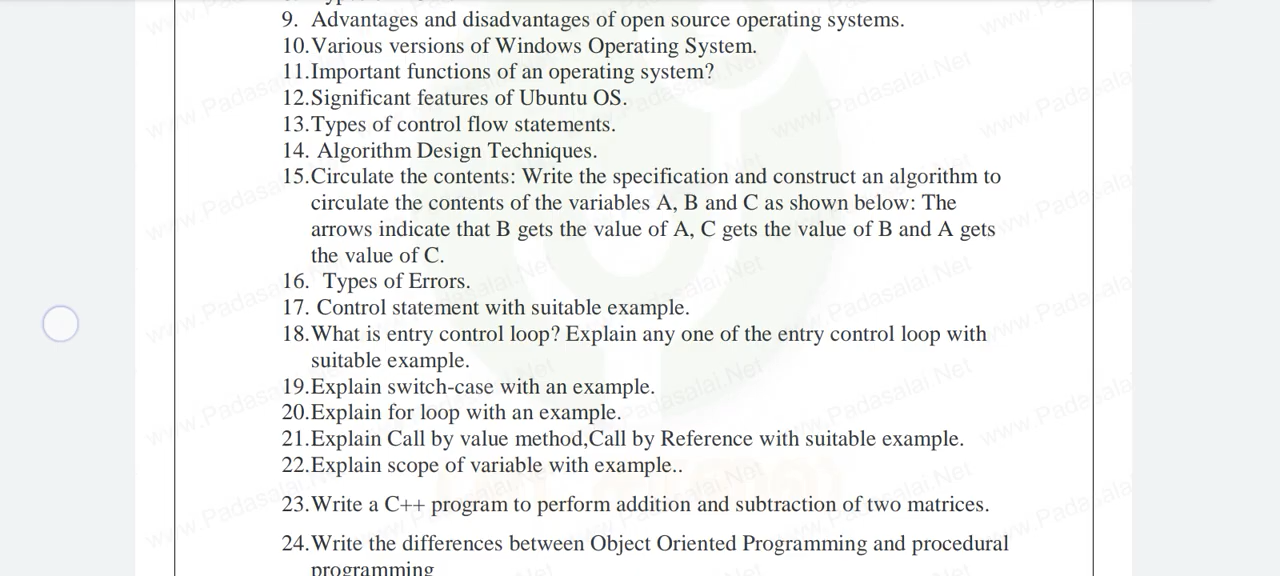 9. Advantages and disadvantages of open source operating systems.
10.Various versions of Windows Operating System.
11.Important functions of an operating system?
12.Significant features of Ubuntu OS.
13.Types of control flow statements.
14. Algorithm Design Techniques.
15.Circulate the contents: Write the specification and construct an algorithm to
circulate the contents of the variables A, B and C as shown below: The
arrows indicate that B gets the value of A, C gets the value of B and A gets
the value of C.
16. Types of Errors.
17. Control statement with suitable example.
18.What is entry control loop? Explain any one of the entry control loop with
suitable example.
19.Explain switch-case with an example.
20.Explain for loop with an example.
21.Explain Call by value method,Call by Reference with suitable example.
22.Explain scope of variable with example..
23.Write a C++ program to perform addition and subtraction of two matrices.
24.Write the differences between Object Oriented Programming and procedural
programming
www.Padasalai.Net